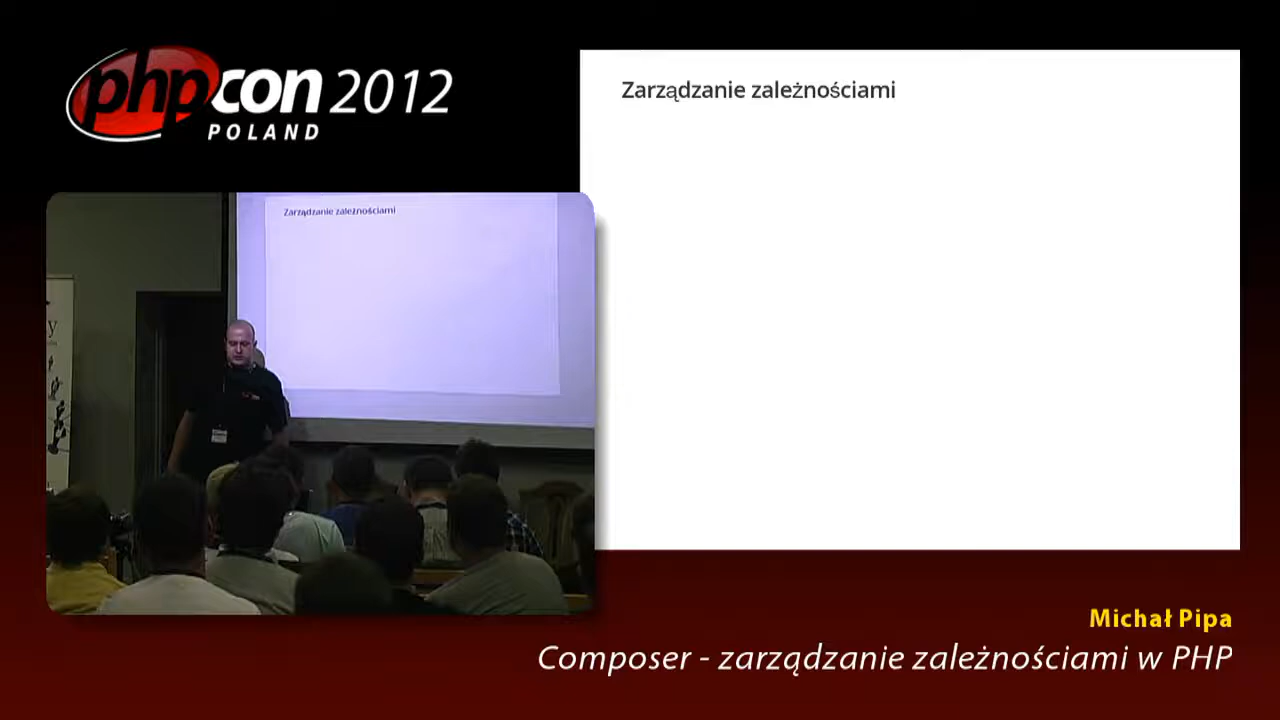 phpcon 2012
POLAND
Zarządzanie zależnościami
Zarządzanie zależnościami
y
Michał Pipa
Composer - zarządzanie zależnościami w PHP